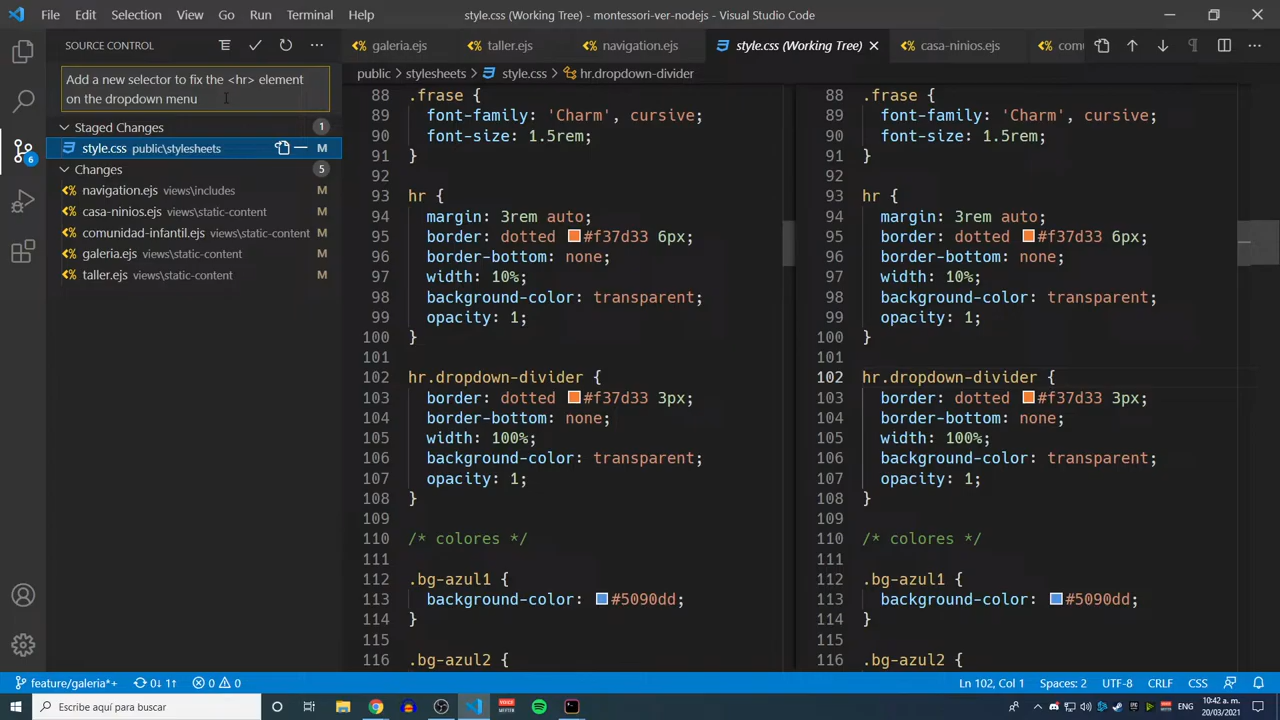 File Edit Selection View Go Run Terminal Help
style.css (Working Tree) - montessori-ver-nodejs - Visual Studio Code
SOURCE CONTROL
Add a new selector to fix the <hr> element
on the dropdown menu
Staged Changes 1
style.css public\stylesheets M
Changes 5
navigation.ejs views\includes M
casa-ninios.ejs views\static-content M
comunidad-infantil.ejs views\static-content M
galeria.ejs views\static-content M
taller.ejs views\static-content M
6
galeria.ejs taller.ejs navigation.ejs style.css (Working Tree) casa-ninios.ejs com
public > stylesheets > style.css > hr.dropdown-divider
88 .frase {
89 font-family: 'Charm', cursive;
90 font-size: 1.5rem;
91 }
92
93 hr {
94 margin: 3rem auto;
95 border: dotted #f37d33 6px;
96 border-bottom: none;
97 width: 10%;
98 background-color: transparent;
99 opacity: 1;
100 }
101
102 hr.dropdown-divider {
103 border: dotted #f37d33 3px;
104 border-bottom: none;
105 width: 100%;
106 background-color: transparent;
107 opacity: 1;
108 }
109
110 /* colores */
111
112 .bg-azul1 {
113 background-color: #5090dd;
114 }
115
116 .bg-azul2 {
88 .frase {
89 font-family: 'Charm', cursive;
90 font-size: 1.5rem;
91 }
92
93 hr {
94 margin: 3rem auto;
95 border: dotted #f37d33 6px;
96 border-bottom: none;
97 width: 10%;
98 background-color: transparent;
99 opacity: 1;
100 }
101
102 hr.dropdown-divider {
103 border: dotted #f37d33 3px;
104 border-bottom: none;
105 width: 100%;
106 background-color: transparent;
107 opacity: 1;
108 }
109
110 /* colores */
111
112 .bg-azul1 {
113 background-color: #5090dd;
114 }
115
116 .bg-azul2 {
feature/galeria*+ 0↓ 1↑ 0 0 Ln 102, Col 1 Spaces: 2 UTF-8 CRLF CSS
Escribe aquí para buscar
ENG
10:42 a. m.
20/03/2021